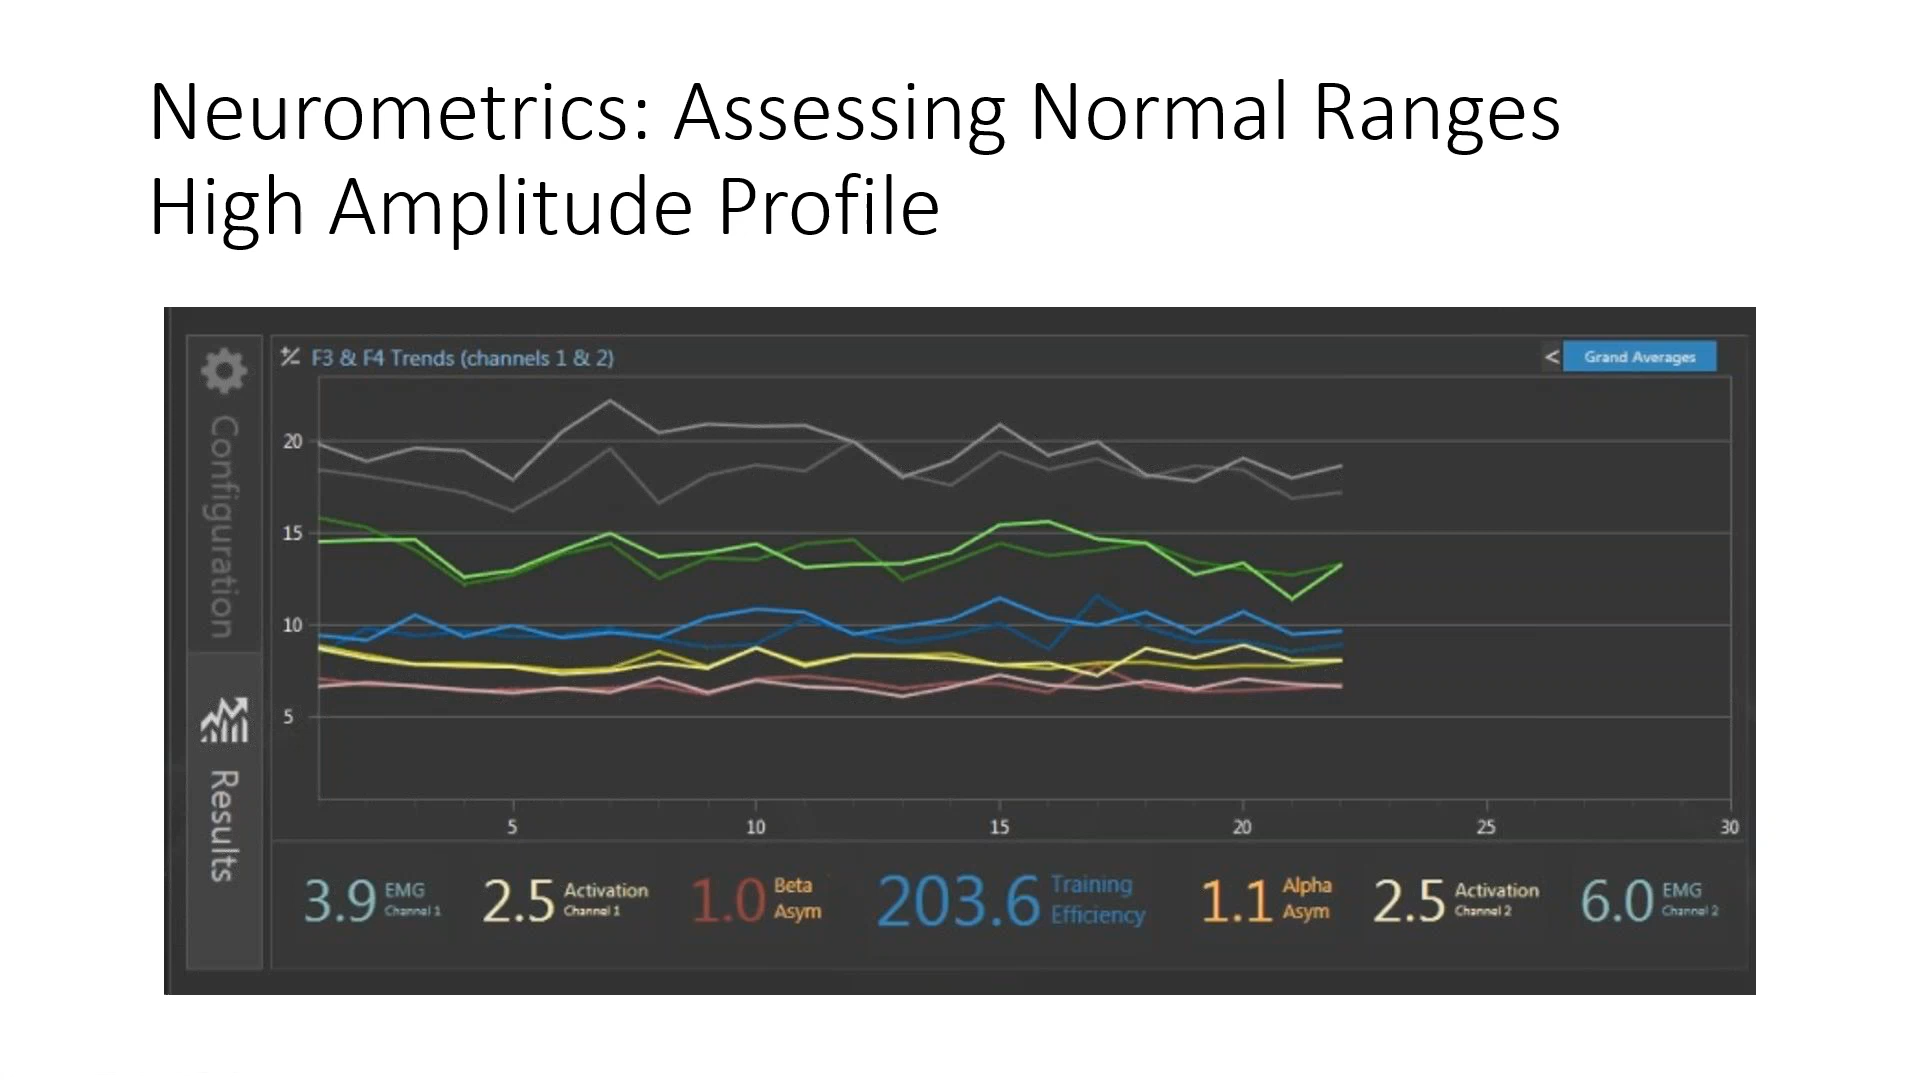 Neurometrics: Assessing Normal Ranges
High Amplitude Profile
F3 & F4 Trends (channels 1 & 2)
<
Grand Averages
Configuration
Results
20
15
10
5
5
10
15
20
25
30
3.9 EMG
Channel 1
2.5 Activation
Channel 1
1.0 Beta
Asym
203.6 Training
Efficiency
1.1 Alpha
Asym
2.5 Activation
Channel 2
6.0 EMG
Channel 2